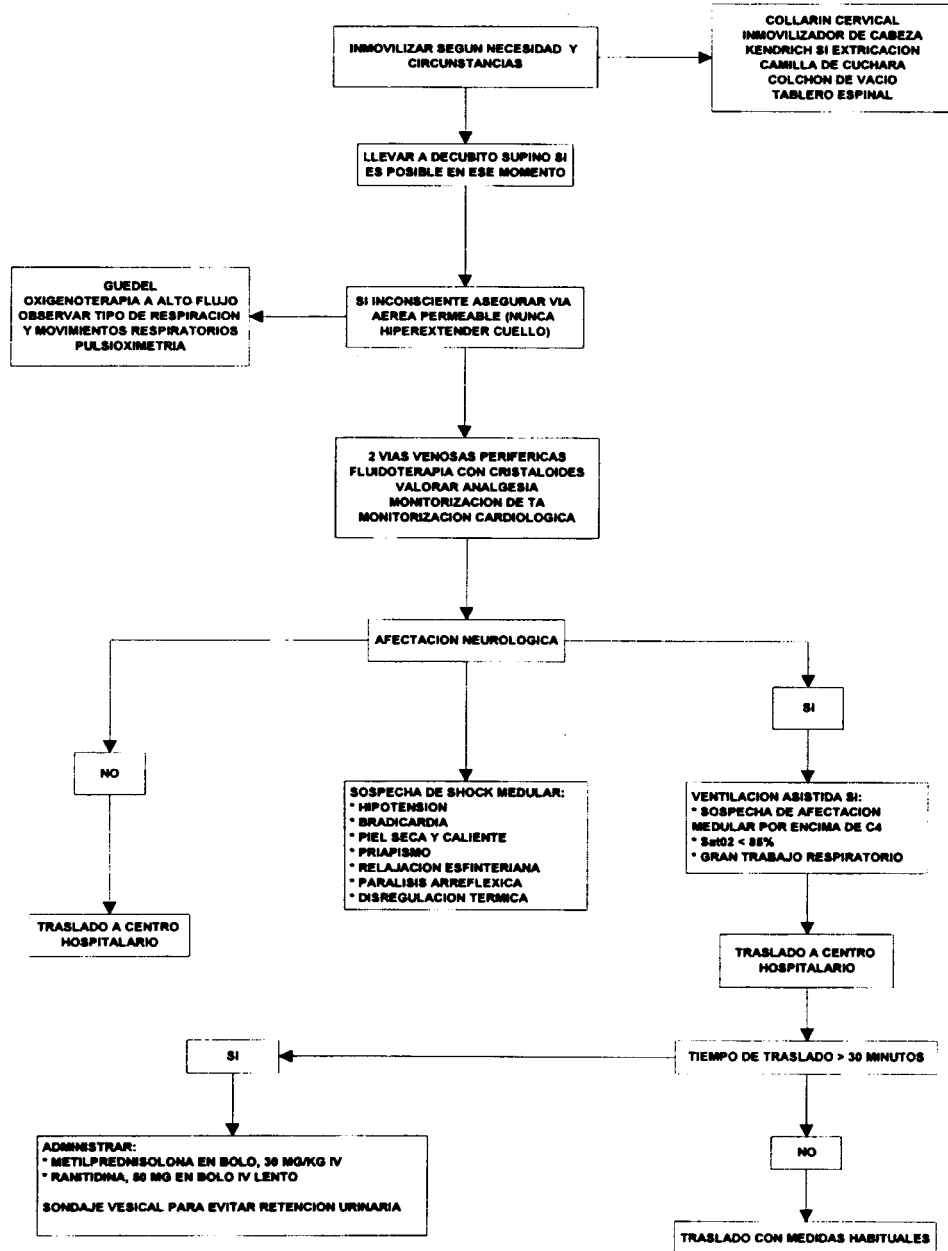 COLLARIN CERVICAL
INMOVILIZADOR DE CABEZA
KENDRICH SI EXTRICACION
CAMILLA DE CUCHARA
COLCHON DE VACIO
TABLERO ESPINAL
INMOVILIZAR SEGUN NECESIDAD Y
CIRCUNSTANCIAS
LLEVAR A DECUBITO SUPINO SI
ES POSIBLE EN ESE MOMENTO
GUEDEL
OXIGENOTERAPIA A ALTO FLUJO
OBSERVAR TIPO DE RESPIRACION
Y MOVIMIENTOS RESPIRATORIOS
PULSIOXIMETRIA
SI INCONSCIENTE ASEGURAR VIA
AEREA PERMEABLE (NUNCA
HIPEREXTENDER CUELLO)
2 VIAS VENOSAS PERIFERICAS
FLUIDOTERAPIA CON CRISTALOIDES
VALORAR ANALGESIA
MONITORIZACION DE TA
MONITORIZACION CARDIOLOGICA
AFECTACION NEUROLOGICA
NO
SI
SOSPECHA DE SHOCK MEDULAR:
* HIPOTENSION
* BRADICARDIA
* PIEL SECA Y CALIENTE
* PRIAPISMO
* RELAJACION ESFINTERIANA
* PARALISIS ARREFLEXICA
* DISREGULACION TERMICA
VENTILACION ASISTIDA SI:
* SOSPECHA DE AFECTACION
MEDULAR POR ENCIMA DE C4
* Sat02 <
* GRAN TRABAJO RESPIRATORIO
TRASLADO A CENTRO
HOSPITALARIO
TRASLADO A CENTRO
HOSPITALARIO
SI
TIEMPO DE TRASLADO > 30 MINUTOS
ADMINISTRAR:
* METILPREDNISOLONA EN BOLO, 30 MG/KG IV
* RANITIDINA, 50 MG EN BOLO IV LENTO
SONDAJE VESICAL PARA EVITAR RETENCION URINARIA
NO
TRASLADO CON MEDIDAS HABITUALES